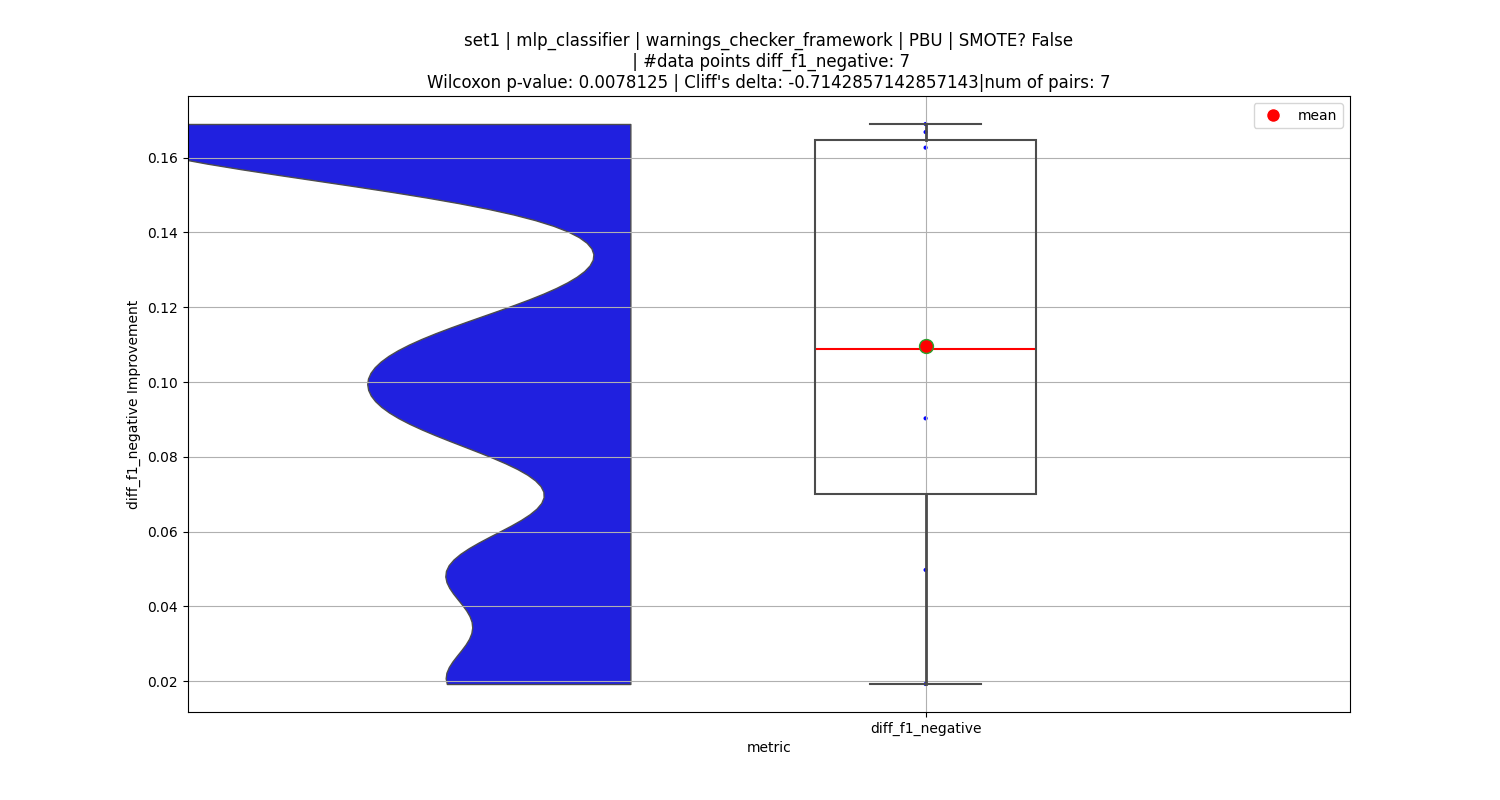 set1 | mlp_classifier | warnings_checker_framework | PBU | SMOTE? False
| #data points diff_f1_negative: 7
Wilcoxon p-value: 0.0078125 | Cliff's delta: -0.7142857142857143|num of pairs: 7
mean
0.16
0.14
0.12
0.10
0.08
0.06
0.04
0.02
diff_f1_negative Improvement
diff_f1_negative
metric